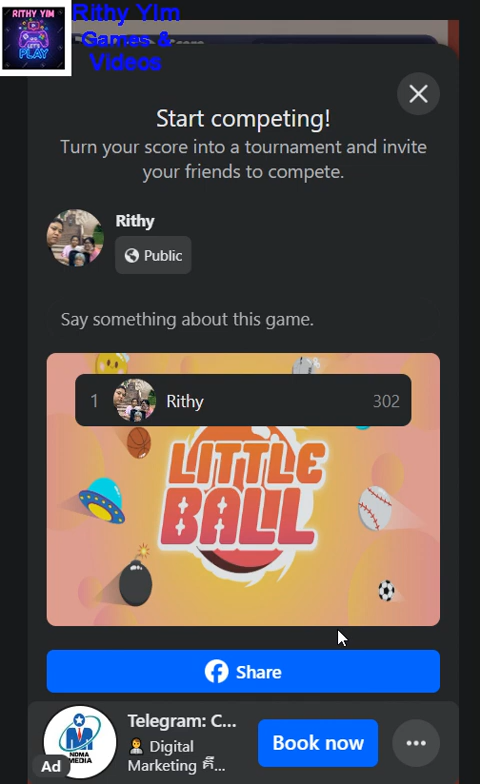 RITHY YIM
LET'S
PLAY
Rithy YIm
Games &
Videos
Start competing!
Turn your score into a tournament and invite
your friends to compete.
Rithy
Public
Say something about this game.
1 Rithy 302
LITTLE
BALL
Share
NDMA
MEDIA
Ad
Telegram: C...
Digital
Marketing គឺ...
Book now